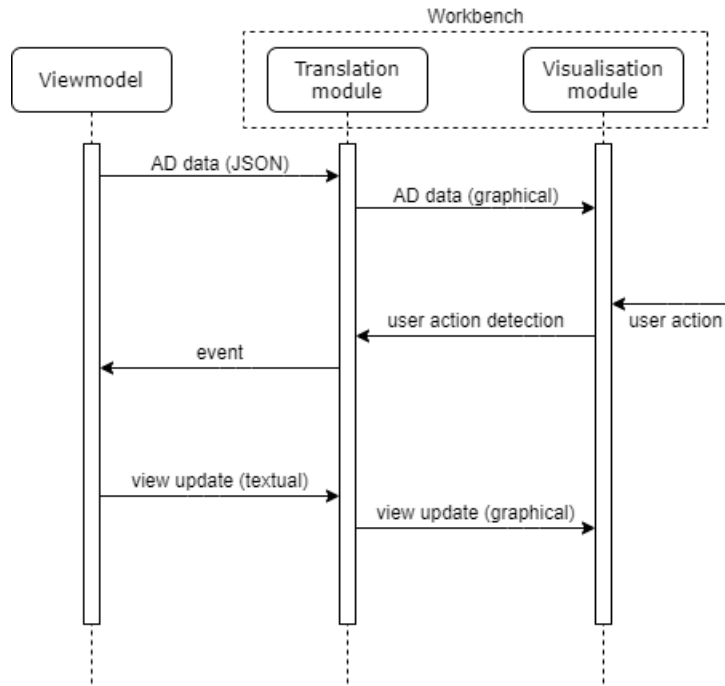 Workbench
Viewmodel
Translation
module
Visualisation
module
AD data (JSON)
AD data (graphical)
user action
user action detection
event
view update (textual)
view update (graphical)